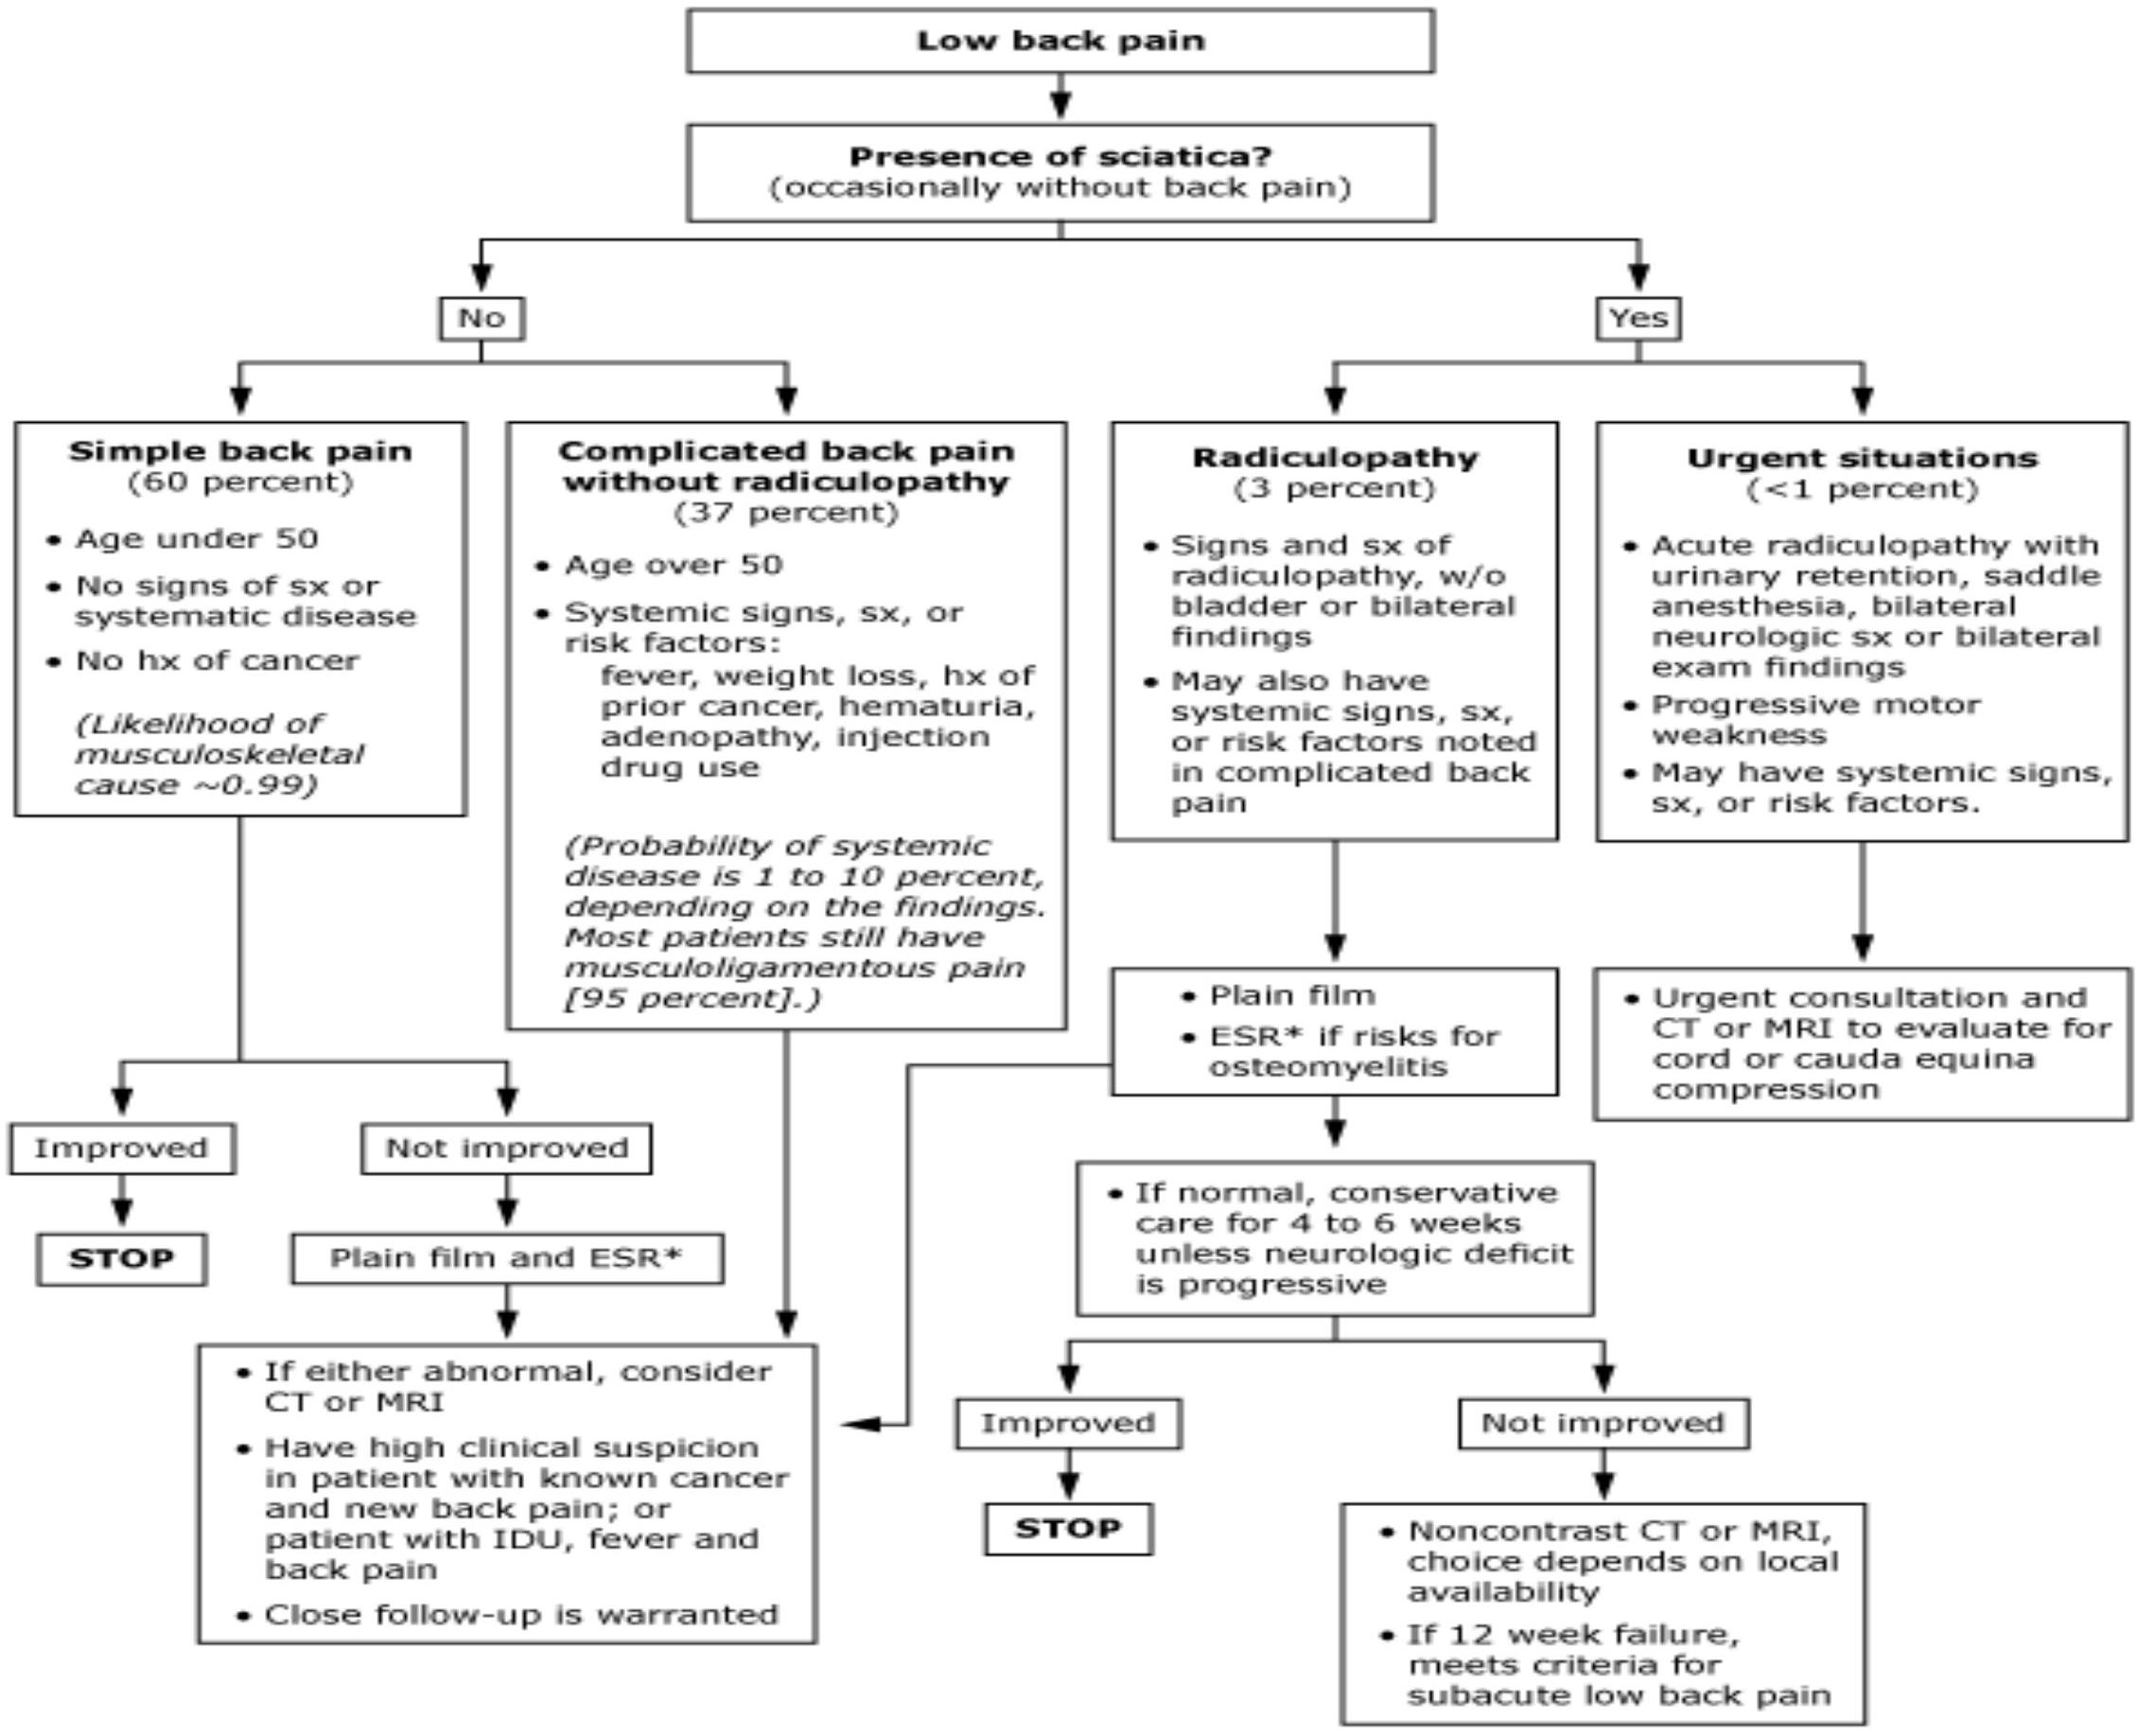 Low back pain
Presence of sciatica?
(occasionally without back pain)
No
Yes
Simple back pain
(60 percent)
• Age under 50
• No signs of sx or
systematic disease
• No hx of cancer
(Likelihood of
musculoskeletal
cause ~0.99)
Complicated back pain
without radiculopathy
(37 percent)
• Age over 50
• Systemic signs, sx, or
risk factors:
fever, weight loss, hx of
prior cancer, hematuria,
adenopathy, injection
drug use
(Probability of systemic
disease is 1 to 10 percent,
depending on the findings.
Most patients still have
musculoligamentous pain
[95 percent].)
Radiculopathy
(3 percent)
• Signs and sx of
radiculopathy, w/o
bladder or bilateral
findings
• May also have
systemic signs, sx,
or risk factors noted
in complicated back
pain
Urgent situations
(<1 percent)
• Acute radiculopathy with
urinary retention, saddle
anesthesia, bilateral
neurologic sx or bilateral
exam findings
• Progressive motor
weakness
• May have systemic signs,
sx, or risk factors.
• Plain film
• ESR* if risks for
osteomyelitis
• Urgent consultation and
CT or MRI to evaluate for
cord or cauda equina
compression
Improved
Not improved
STOP
Plain film and ESR*
• If normal, conservative
care for 4 to 6 weeks
unless neurologic deficit
is progressive
• If either abnormal, consider
CT or MRI
• Have high clinical suspicion
in patient with known cancer
and new back pain; or
patient with IDU, fever and
back pain
• Close follow-up is warranted
Improved
Not improved
STOP
• Noncontrast CT or MRI,
choice depends on local
availability
• If 12 week failure,
meets criteria for
subacute low back pain